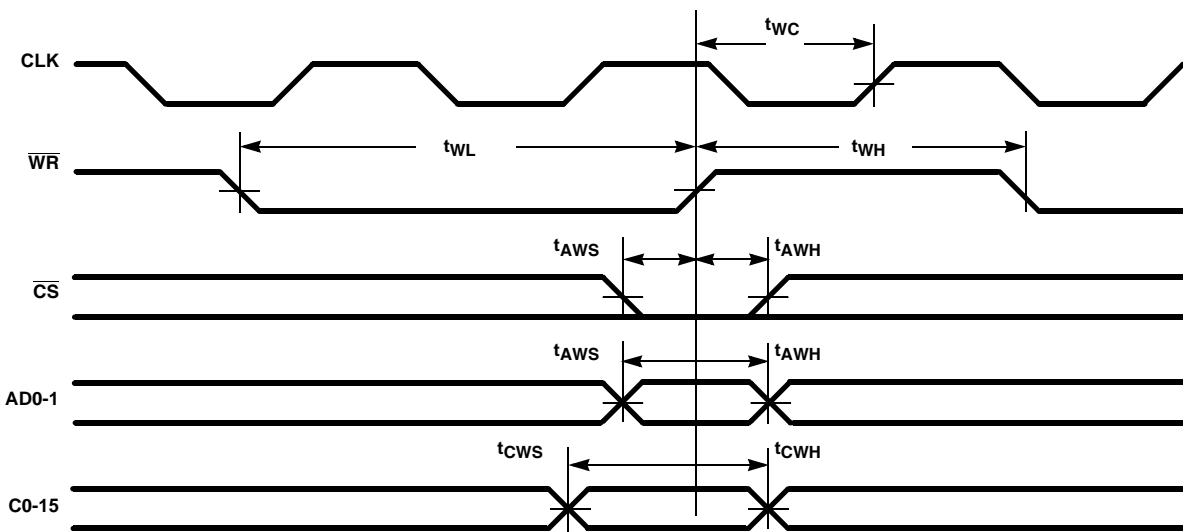 tWC
CLK
tWL
tWH
WR
tAWS
tAWH
CS
tAWS
tAWH
AD0-1
tCWS
tCWH
C0-15